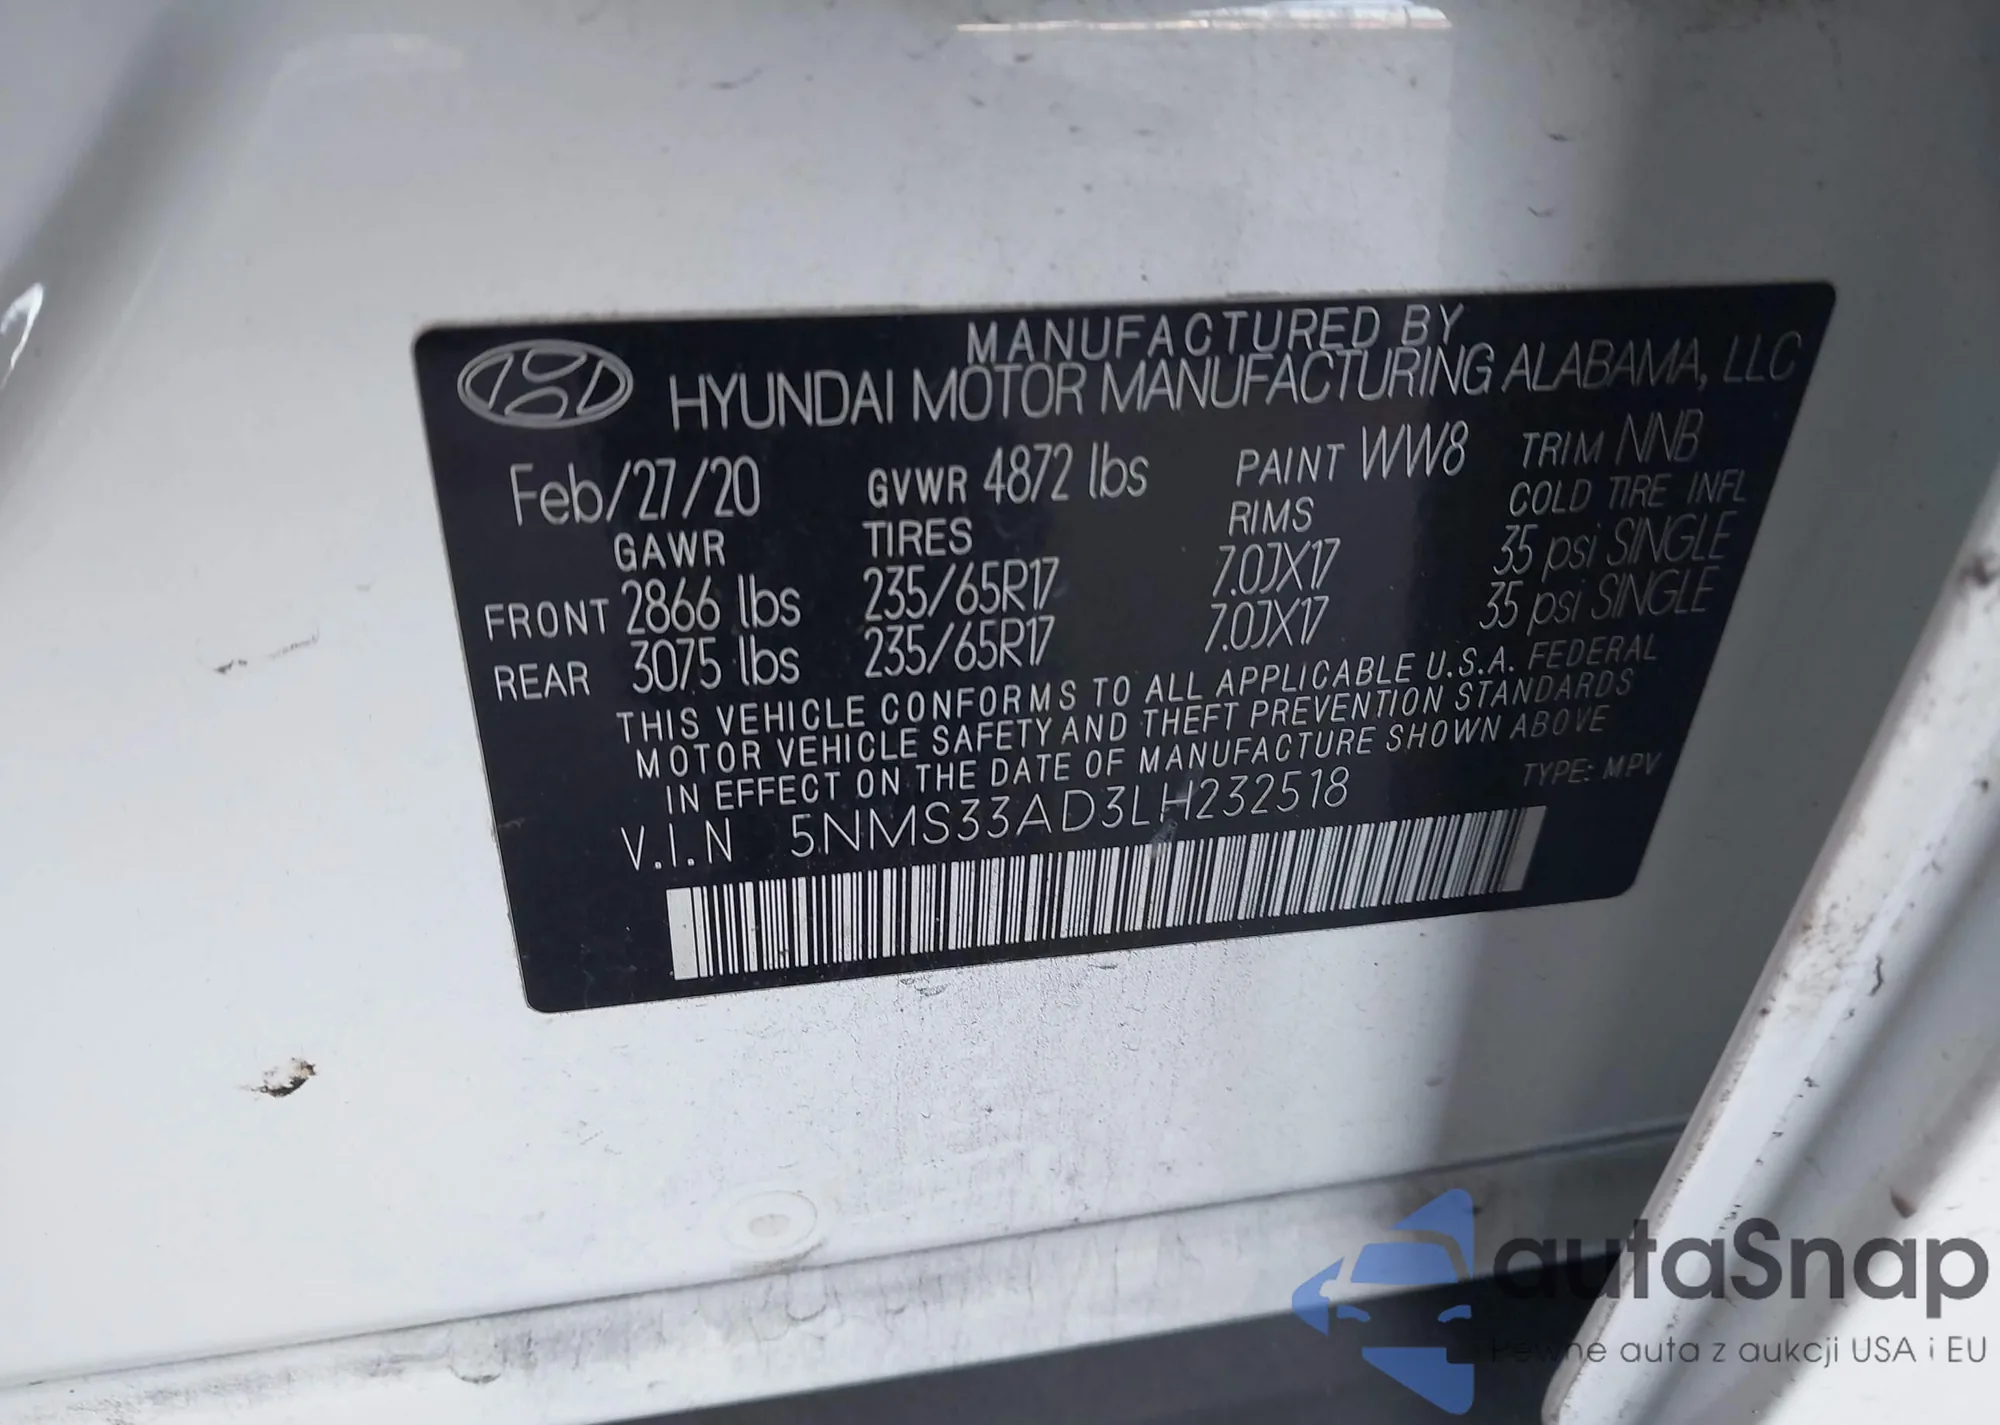 MANUFACTURED BY
HYUNDAI MOTOR MANUFACTURING ALABAMA, LLC
Feb/27/20 GVWR 4872 lbs PAINT WW8 TRIM NNB
GAWR TIRES RIMS COLD TIRE INFL
FRONT 2866 lbs 235/65R17 7.0JX17 35 psi SINGLE
REAR 3075 lbs 235/65R17 7.0JX17 35 psi SINGLE
THIS VEHICLE CONFORMS TO ALL APPLICABLE U.S.A. FEDERAL
MOTOR VEHICLE SAFETY AND THEFT PREVENTION STANDARDS
IN EFFECT ON THE DATE OF MANUFACTURE SHOWN ABOVE
V.I.N 5NMS33AD3LH232518 TYPE: MPV
autaSnap
Pewne auta z aukcji USA i EU